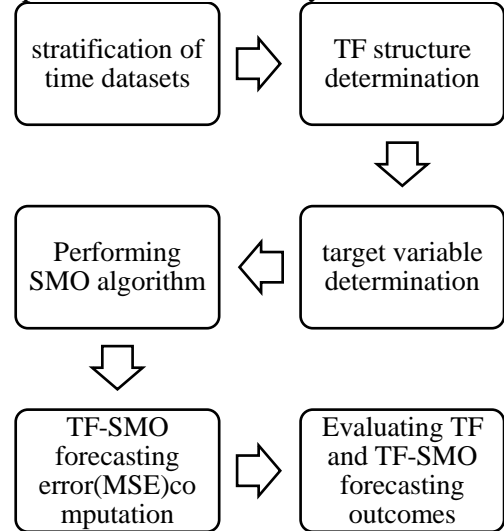 stratification of
time datasets
TF structure
determination
Performing
SMO algorithm
target variable
determination
TF-SMO
forecasting
error(MSE)co
mputation
Evaluating TF
and TF-SMO
forecasting
outcomes